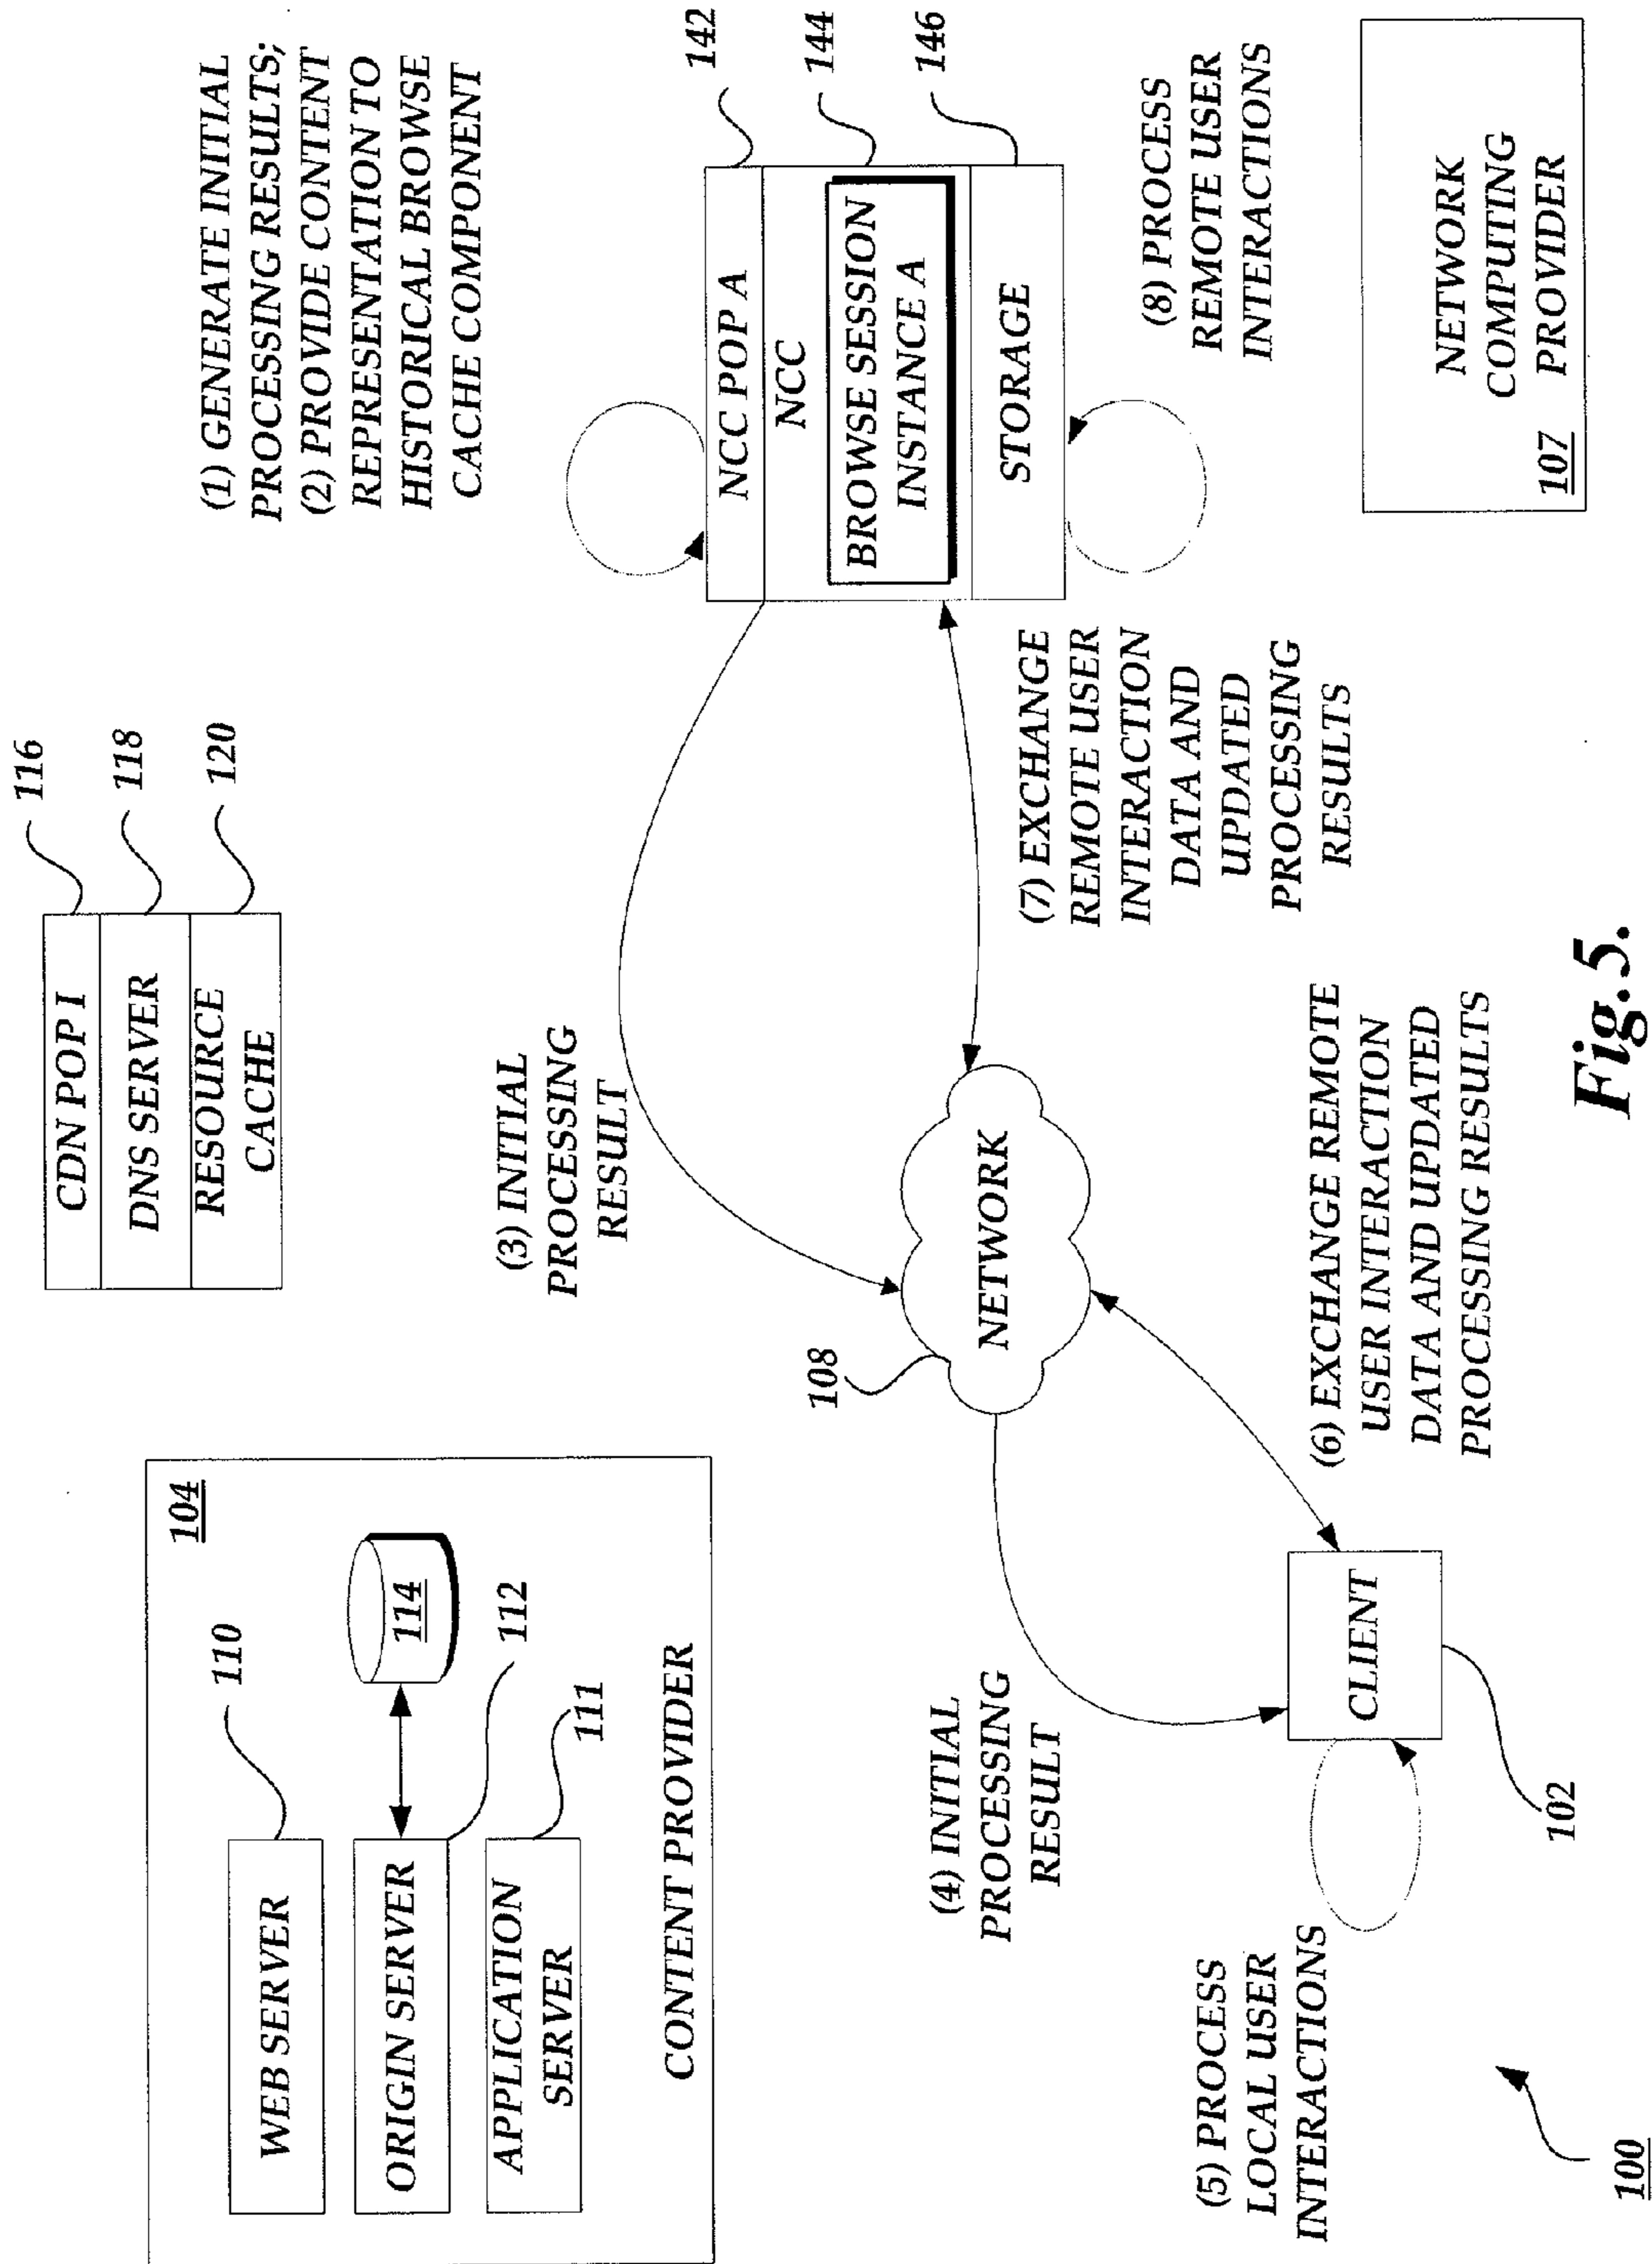 104
110
WEB SERVER
ORIGIN SERVER
114
112
APPLICATION
SERVER
111
CONTENT PROVIDER
CDN POP I
DNS SERVER
RESOURCE
CACHE
116
118
120
(1) GENERATE INITIAL
PROCESSING RESULTS;
(2) PROVIDE CONTENT
REPRESENTATION TO
HISTORICAL BROWSE
CACHE COMPONENT
(3) INITIAL
PROCESSING
RESULT
NCC POP A
NCC
BROWSE SESSION
INSTANCE A
STORAGE
142
144
146
108
NETWORK
(4) INITIAL
PROCESSING
RESULT
(7) EXCHANGE
REMOTE USER
INTERACTION
DATA AND
UPDATED
PROCESSING
RESULTS
(8) PROCESS
REMOTE USER
INTERACTIONS
(5) PROCESS
LOCAL USER
INTERACTIONS
CLIENT
102
(6) EXCHANGE REMOTE
USER INTERACTION
DATA AND UPDATED
PROCESSING RESULTS
NETWORK
COMPUTING
PROVIDER
107
100
Fig.5.